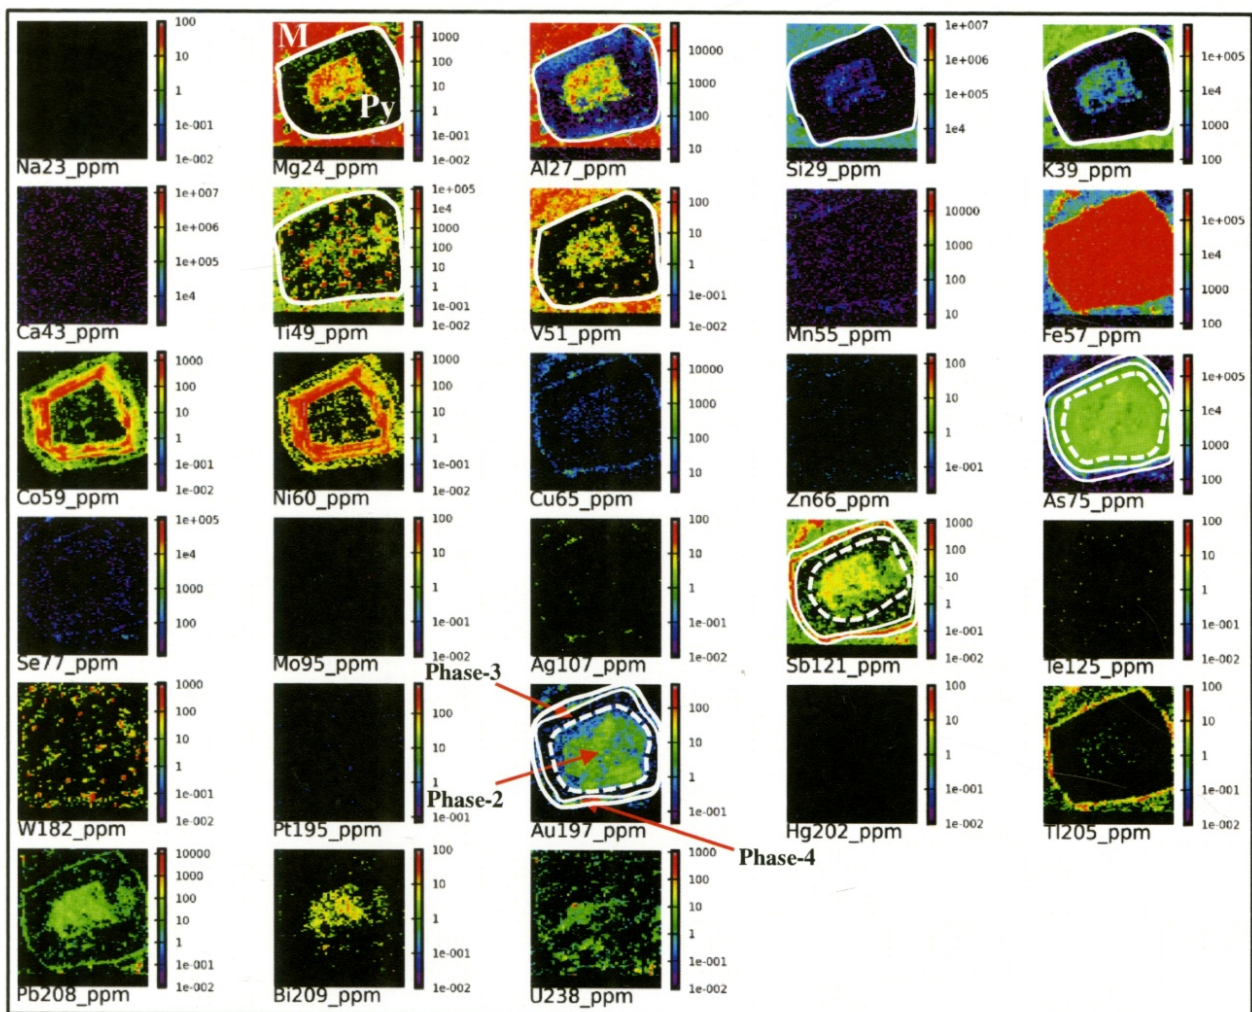 100
10
1
1e-001
1e-002
Na23_ppm
M
Py
1000
100
10
1
1e-001
1e-002
Mg24_ppm
10000
1000
100
10
Al27_ppm
1e+007
1e+006
1e+005
1e4
Si29_ppm
1e+005
1e4
1000
100
K39_ppm
1e+007
1e+006
1e+005
1e4
Ca43_ppm
1e+005
1e4
1000
100
10
1
1e-001
1e-002
Ti49_ppm
100
10
1
1e-001
1e-002
V51_ppm
10000
1000
100
10
Mn55_ppm
1e+005
1e4
1000
100
Fe57_ppm
1000
100
10
1
1e-001
1e-002
Co59_ppm
1000
100
10
1
1e-001
1e-002
Ni60_ppm
10000
1000
100
10
Cu65_ppm
100
10
1
1e-001
Zn66_ppm
1e+005
1e4
1000
100
As75_ppm
1e+005
1e4
1000
100
Se77_ppm
100
10
1
1e-001
1e-002
Mo95_ppm
100
10
1
1e-001
1e-002
Ag107_ppm
1000
100
10
1
1e-001
1e-002
Sb121_ppm
100
10
1
1e-001
1e-002
Te125_ppm
Phase-3
Phase-2
Phase-4
1000
100
10
1
1e-001
1e-002
W182_ppm
100
10
1
1e-001
Pt195_ppm
100
10
1
1e-001
Au197_ppm
100
10
1
1e-001
1e-002
Hg202_ppm
100
10
1
1e-001
1e-002
Tl205_ppm
10000
1000
100
10
1
1e-001
1e-002
Pb208_ppm
100
10
1
1e-001
1e-002
Bi209_ppm
1000
100
10
1
1e-001
1e-002
U238_ppm